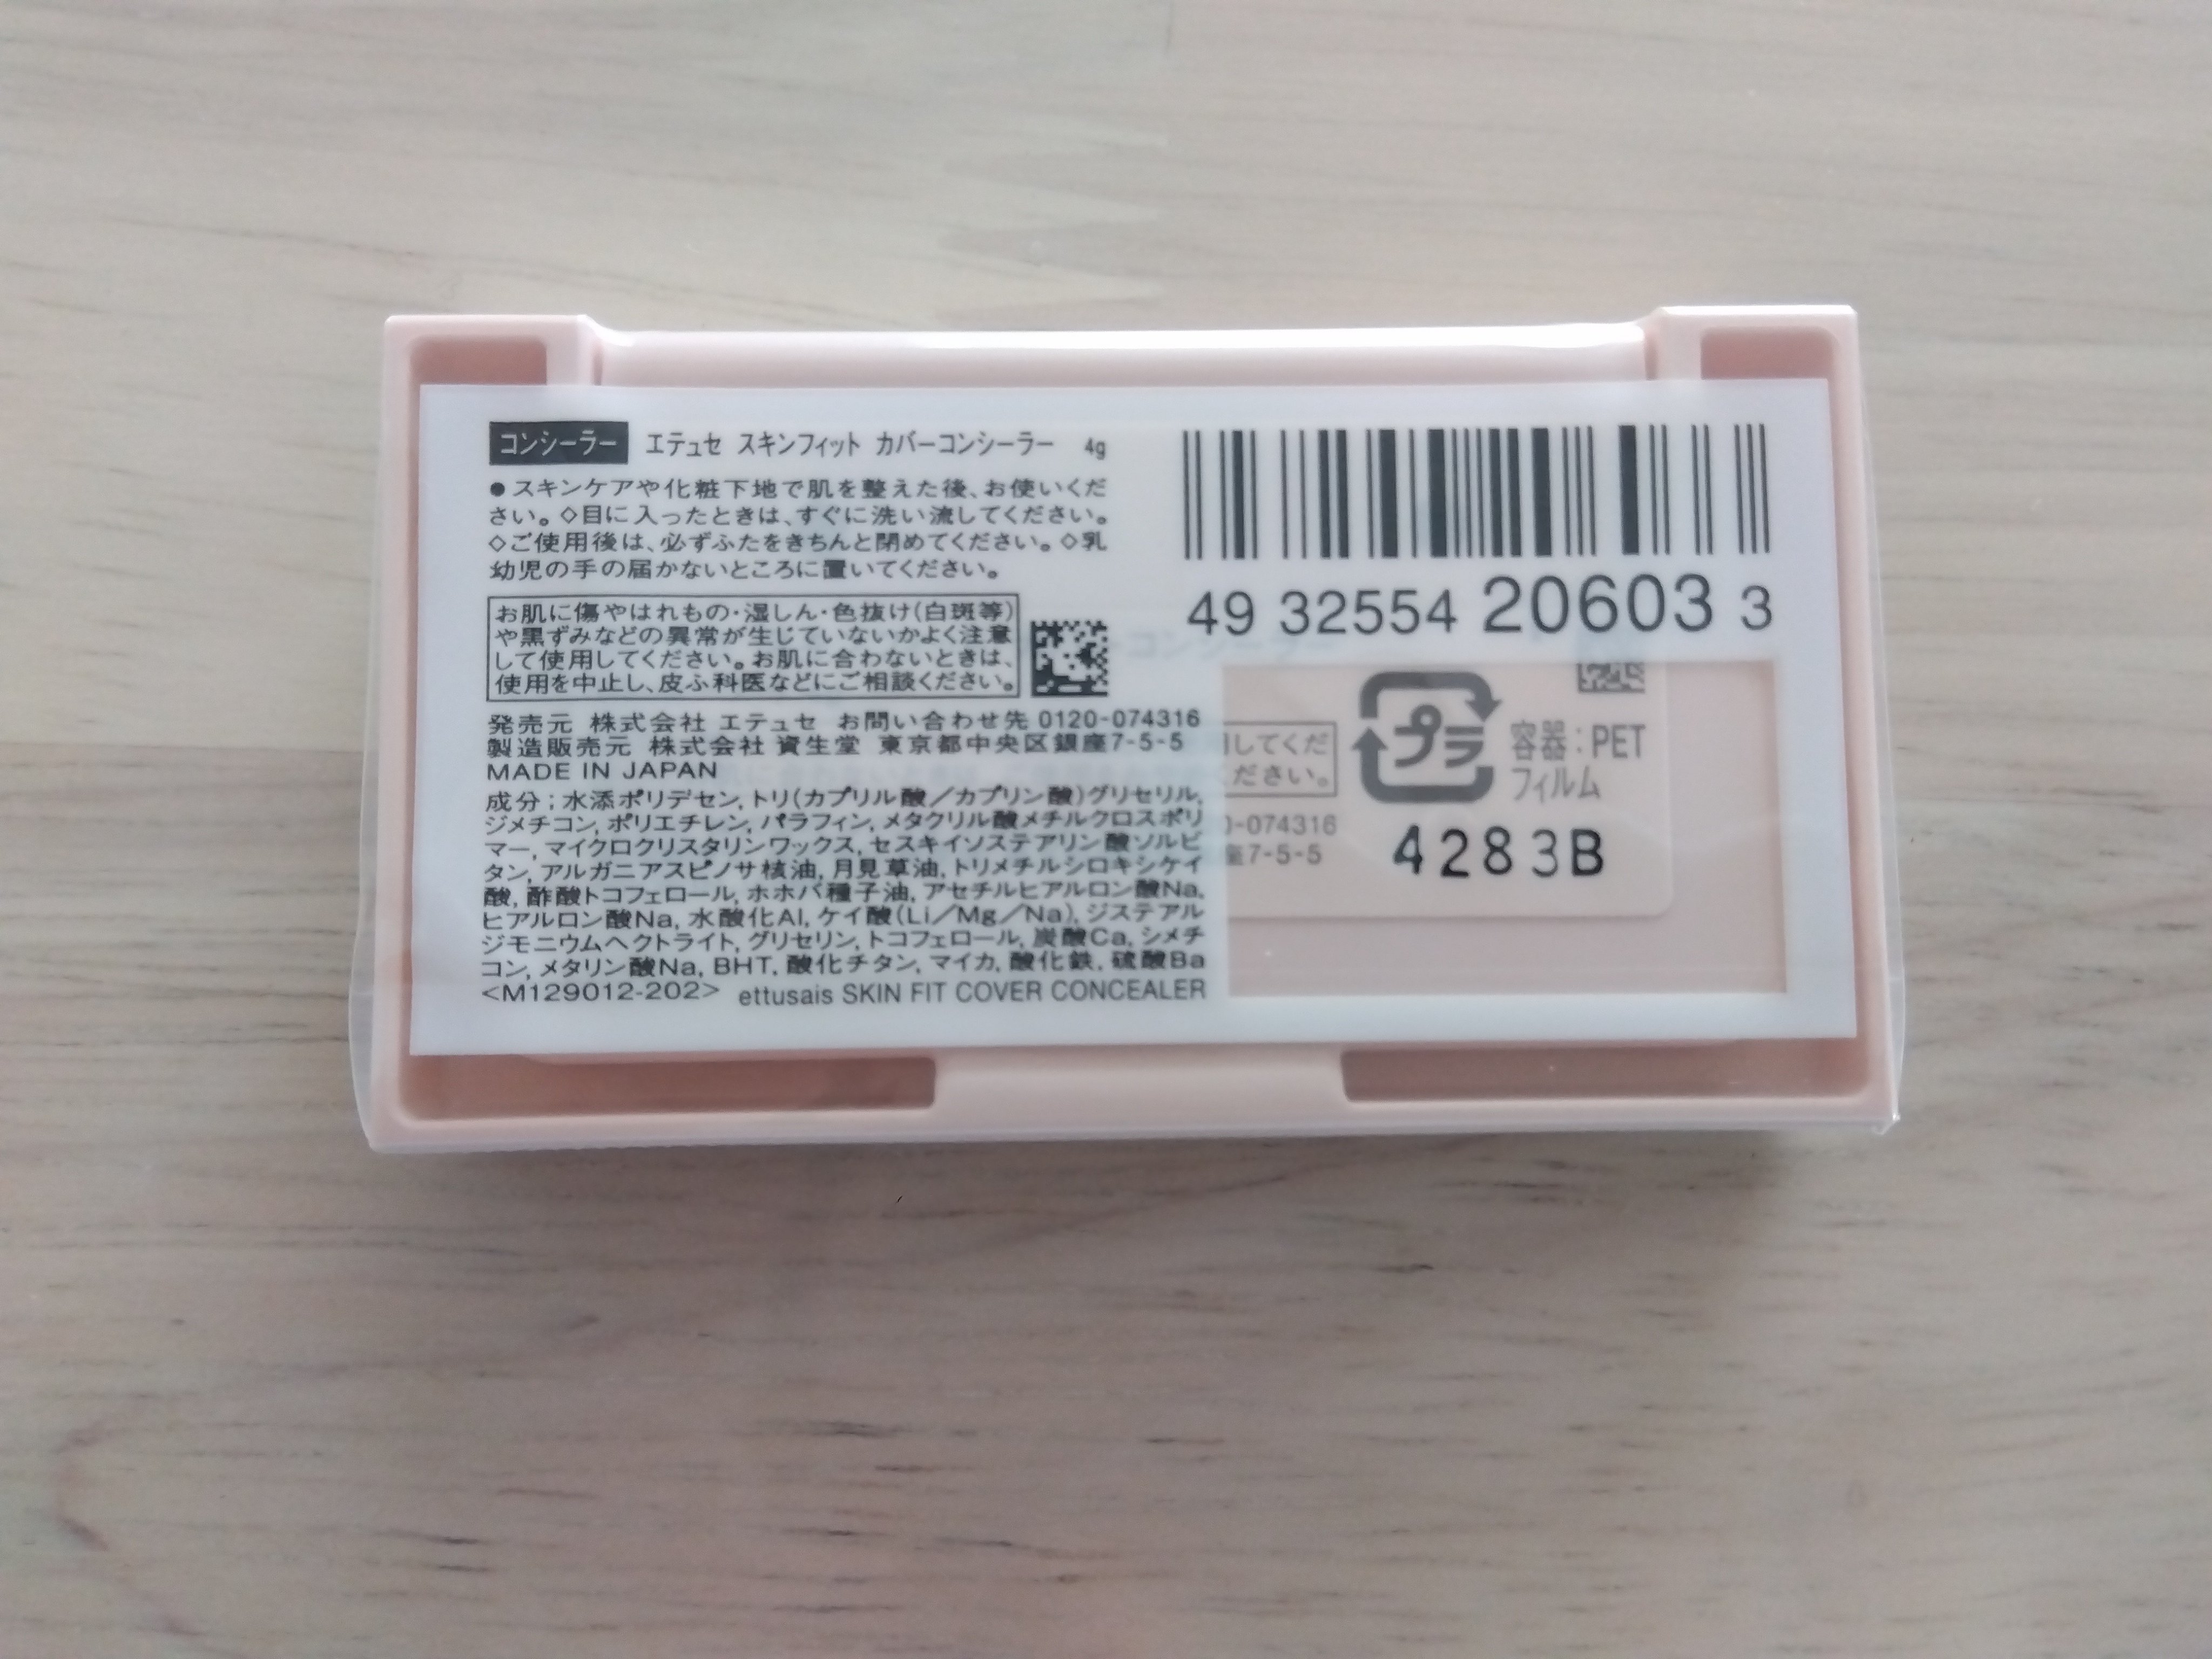 コンシーラー エテュセ スキンフィット カバーコンシーラー 4g
●スキンケアや化粧下地で肌を整えた後、お使いくだ
さい。◇目に入ったときは、すぐに洗い流してください。
◇ご使用後は、必ずふたをきちんと閉めてください。◇乳
幼児の手の届かないところに置いてください。
お肌に傷やはれもの・湿しん・色抜け(白斑等)
や黒ずみなどの異常が生じていないかよく注意
して使用してください。お肌に合わないときは、
使用を中止し、皮ふ科医などにご相談ください。
発売元 株式会社 エテュセ お問い合わせ先 0120-074316
製造販売元 株式会社 資生堂 東京都中央区銀座7-5-5
MADE IN JAPAN
成分；水添ポリデセン, トリ(カプリル酸／カプリン酸)グリセリル,
ジメチコン, ポリエチレン, パラフィン, メタクリル酸メチルクロスポリ
マー, マイクロクリスタリンワックス, セスキイソステアリン酸ソルビ
タン, アルガニアスピノサ核油, 月見草油, トリメチルシロキシケイ
酸, 酢酸トコフェロール, ホホバ種子油, アセチルヒアルロン酸Na,
ヒアルロン酸Na, 水酸化Al, ケイ酸(Li／Mg／Na), ジステアル
ジモニウムヘクトライト, グリセリン, トコフェロール, 炭酸Ca, シメチ
コン, メタリン酸Na, BHT, 酸化チタン, マイカ, 酸化鉄, 硫酸Ba
<M129012-202> ettusais SKIN FIT COVER CONCEALER
49 32554 20603 3
コンシーラー
してくだ
ください。
プラ
容器：PET
フィルム
0-074316
7-5-5
4283B